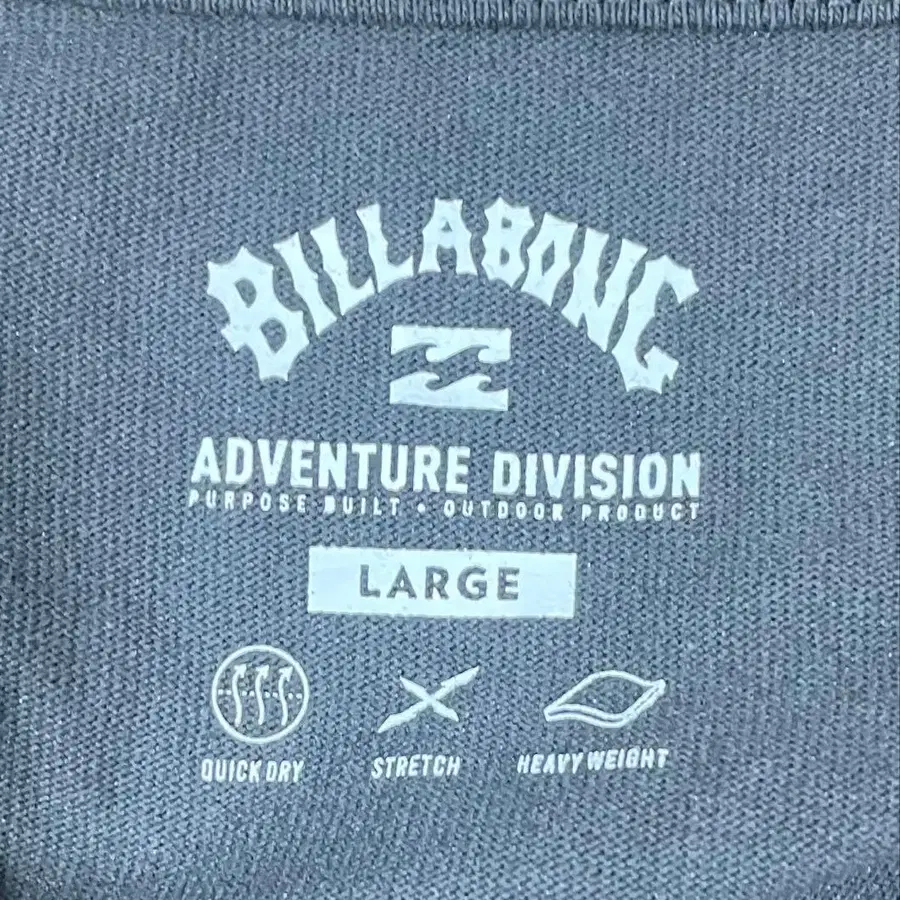 BILLABONG
ADVENTURE DIVISION
PURPOSE BUILT • OUTDOOR PRODUCT
LARGE
QUICK DRY STRETCH HEAVY WEIGHT